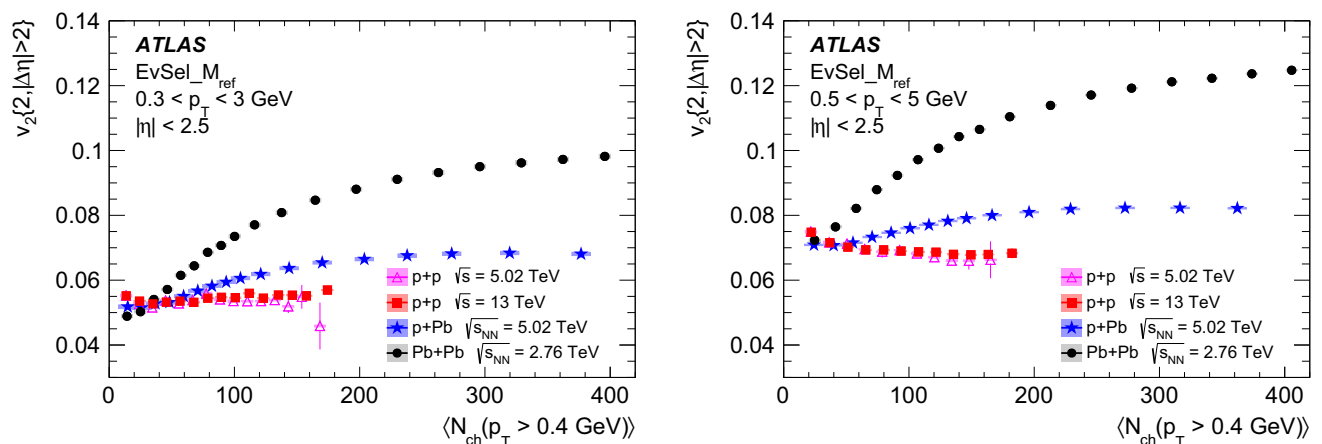 v₂{2,|Δη|>2}
0.14
0.12
0.1
0.08
0.06
0.04
ATLAS
EvSel_M_ref
0.3 < p_T < 3 GeV
|η| < 2.5
p+p √s = 5.02 TeV
p+p √s = 13 TeV
p+Pb √s_NN = 5.02 TeV
Pb+Pb √s_NN = 2.76 TeV
0 100 200 300 400
⟨N_ch(p_T > 0.4 GeV)⟩
v₂{2,|Δη|>2}
0.14
0.12
0.1
0.08
0.06
0.04
ATLAS
EvSel_M_ref
0.5 < p_T < 5 GeV
|η| < 2.5
p+p √s = 5.02 TeV
p+p √s = 13 TeV
p+Pb √s_NN = 5.02 TeV
Pb+Pb √s_NN = 2.76 TeV
0 100 200 300 400
⟨N_ch(p_T > 0.4 GeV)⟩